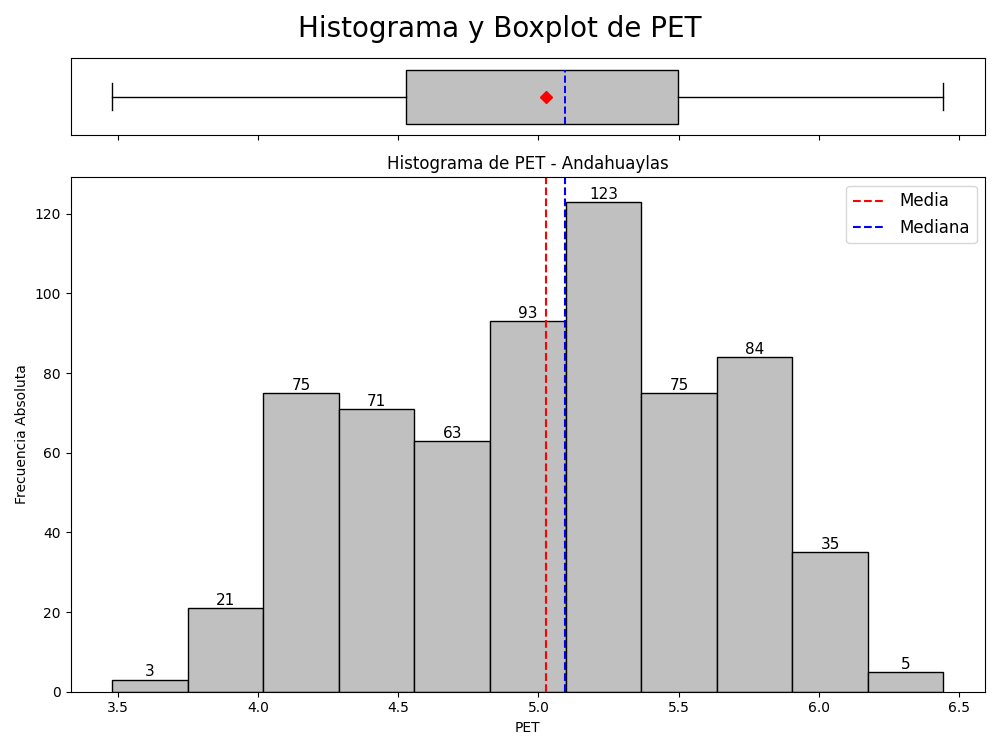 Histograma y Boxplot de PET
Histograma de PET - Andahuaylas
Media
Mediana
Frecuencia Absoluta
120
100
80
60
40
20
0
3
21
75
71
63
93
123
75
84
35
5
3.5 4.0 4.5 5.0 5.5 6.0 6.5
PET